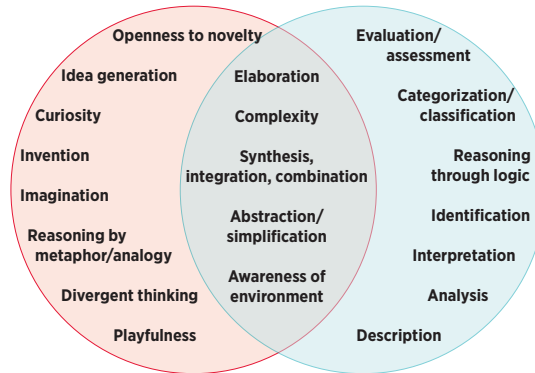 Openness to novelty
Idea generation
Curiosity
Invention
Imagination
Reasoning by
metaphor/analogy
Divergent thinking
Playfulness
Elaboration
Complexity
Synthesis,
integration, combination
Abstraction/
simplification
Awareness of
environment
Evaluation/
assessment
Categorization/
classification
Reasoning
through logic
Identification
Interpretation
Analysis
Description